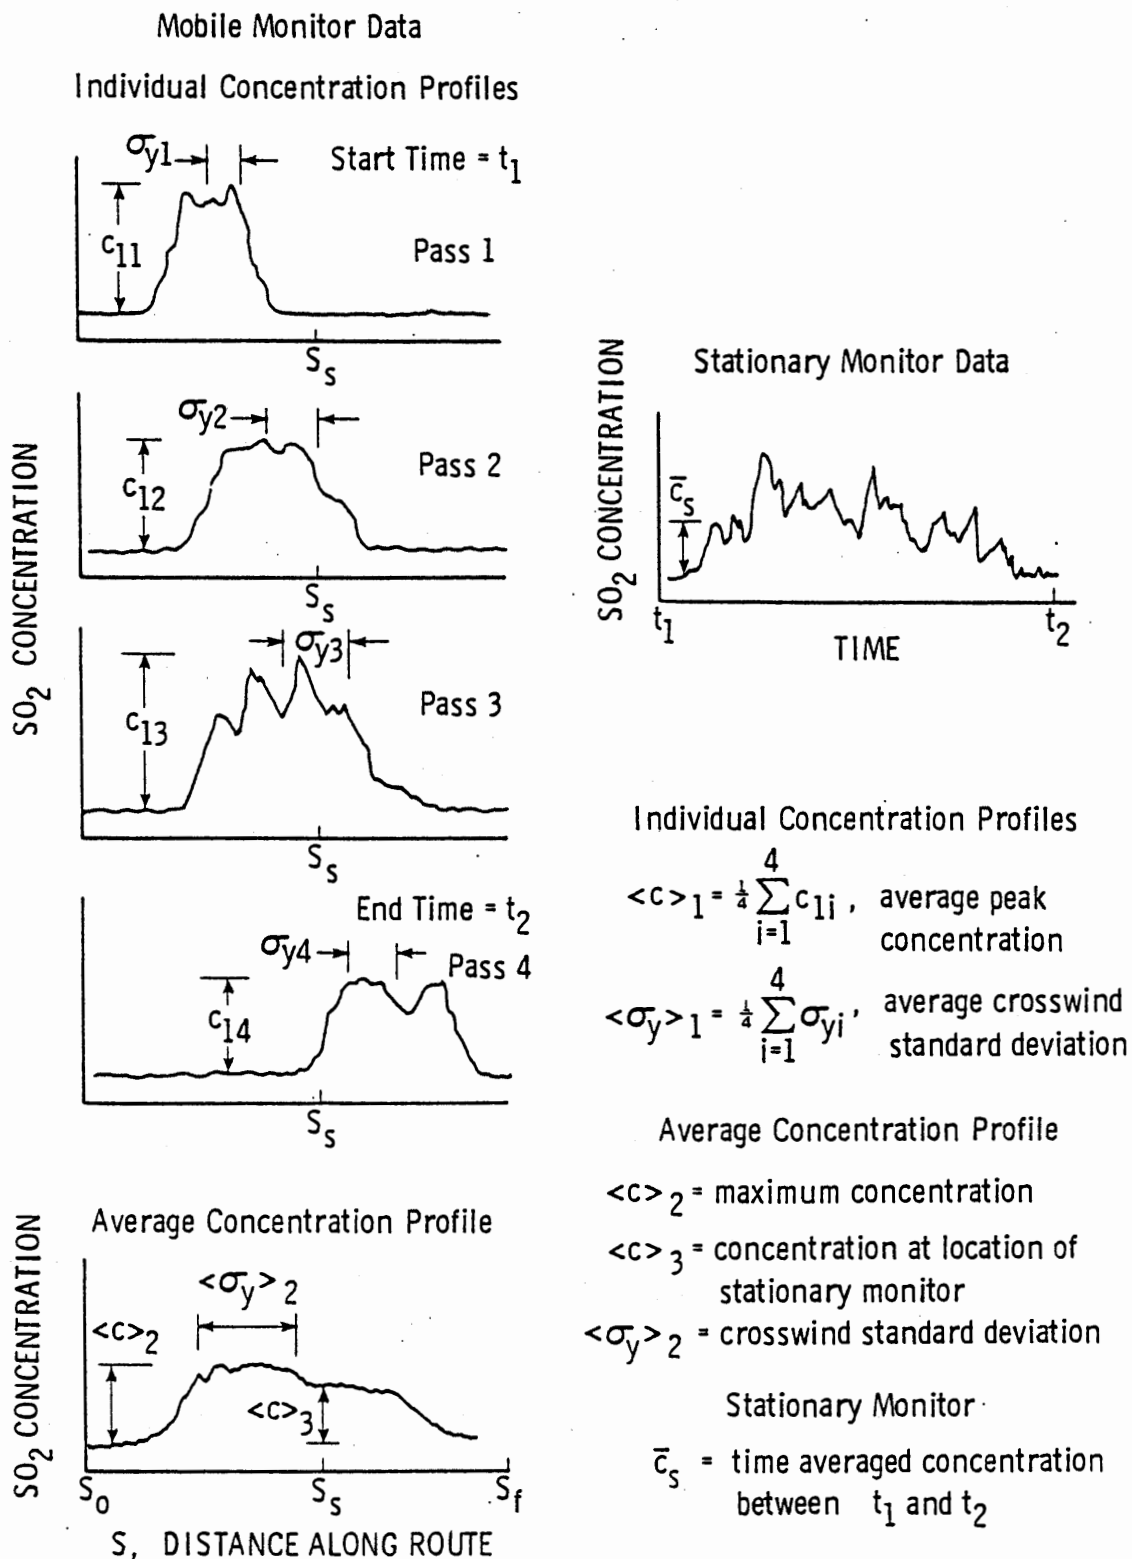 Mobile Monitor Data
Individual Concentration Profiles
σy1
Start Time = t1
c11
Pass 1
Ss
σy2
Pass 2
c12
Ss
SO2 CONCENTRATION
σy3
Pass 3
c13
Ss
End Time = t2
σy4
Pass 4
c14
Ss
Average Concentration Profile
<σy>2
<c>2
<c>3
SO2 CONCENTRATION
So
Ss
Sf
S, DISTANCE ALONG ROUTE
Stationary Monitor Data
SO2 CONCENTRATION
c̄s
t1
t2
TIME
Individual Concentration Profiles
<c>1 = ¼ 4∑i=1 c1i , average peak
concentration
<σy>1 = ¼ 4∑i=1 σyi , average crosswind
standard deviation
Average Concentration Profile
<c>2 = maximum concentration
<c>3 = concentration at location of
stationary monitor
<σy>2 = crosswind standard deviation
Stationary Monitor
c̄s = time averaged concentration
between t1 and t2